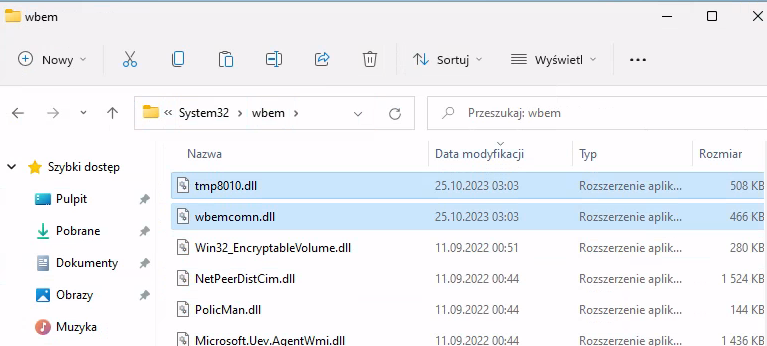 wbem
Nowy
Sortuj
Wyświetl
System32
wbem
Przeszukaj: wbem
Nazwa Data modyfikacji Typ Rozmiar
Szybki dostęp
tmp8010.dll 25.10.2023 03:03 Rozszerzenie aplik... 508 KB
Pulpit
wbemcomn.dll 25.10.2023 03:03 Rozszerzenie aplik... 466 KB
Pobrane
Win32_EncryptableVolume.dll 11.09.2022 00:51 Rozszerzenie aplik... 280 KB
Dokumenty
NetPeerDistCim.dll 11.09.2022 00:44 Rozszerzenie aplik... 1 524 KB
Obrazy
PolicMan.dll 11.09.2022 00:44 Rozszerzenie aplik... 144 KB
Muzyka
Microsoft.Uev.AgentWmi.dll 11.09.2022 00:44 Rozszerzenie aplik... 1 436 KB